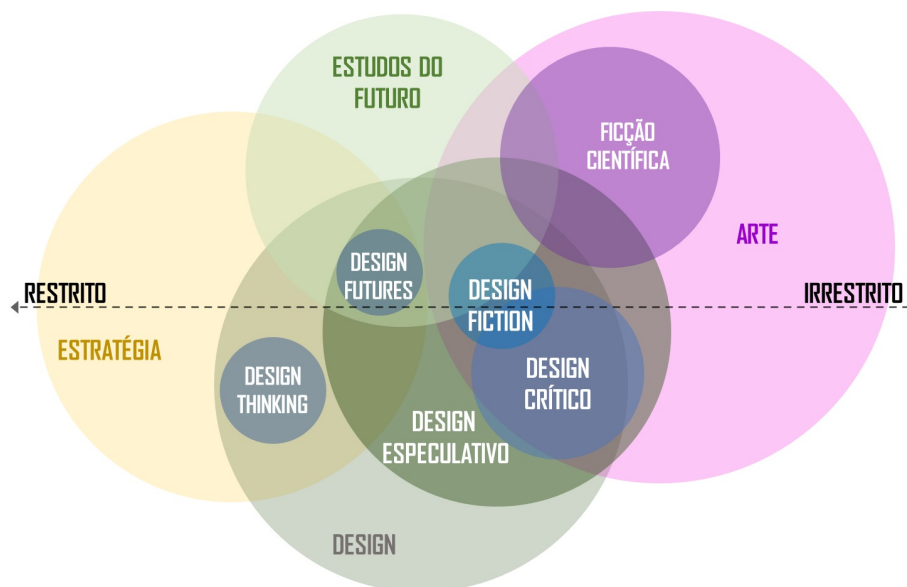 ESTUDOS DO
FUTURO
FICÇÃO
CIENTÍFICA
ARTE
DESIGN
FUTURES
RESTRITO
DESIGN
FICTION
IRRESTRITO
ESTRATÉGIA
DESIGN
THINKING
DESIGN
CRÍTICO
DESIGN
ESPECULATIVO
DESIGN